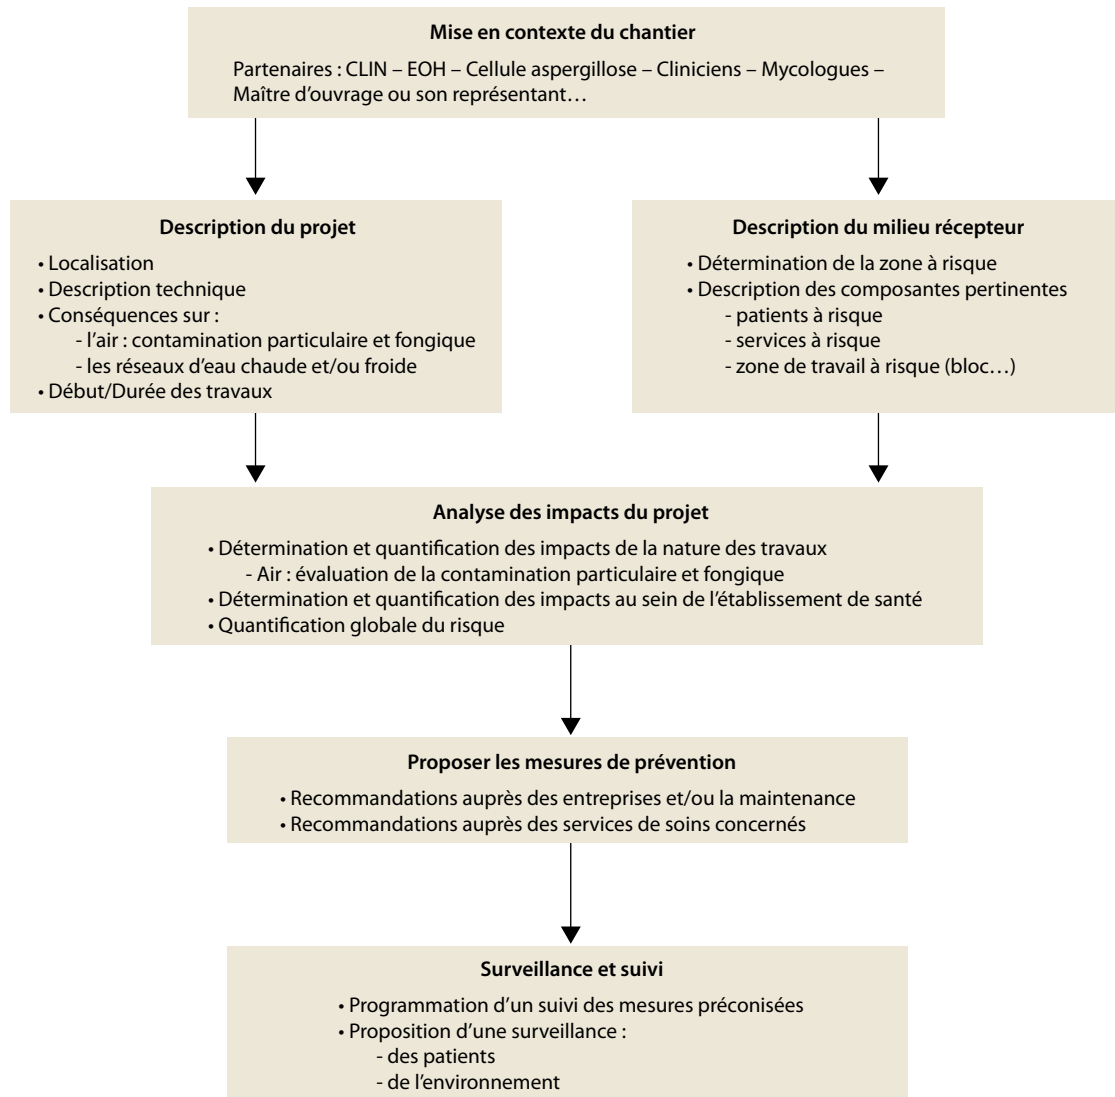 Mise en contexte du chantier
Partenaires : CLIN – EOH – Cellule aspergillose – Cliniciens – Mycologues –
Maître d'ouvrage ou son représentant…
Description du projet
• Localisation
• Description technique
• Conséquences sur :
- l'air : contamination particulaire et fongique
- les réseaux d'eau chaude et/ou froide
• Début/Durée des travaux
Description du milieu récepteur
• Détermination de la zone à risque
• Description des composantes pertinentes
- patients à risque
- services à risque
- zone de travail à risque (bloc…)
Analyse des impacts du projet
• Détermination et quantification des impacts de la nature des travaux
- Air : évaluation de la contamination particulaire et fongique
• Détermination et quantification des impacts au sein de l'établissement de santé
• Quantification globale du risque
Proposer les mesures de prévention
• Recommandations auprès des entreprises et/ou la maintenance
• Recommandations auprès des services de soins concernés
Surveillance et suivi
• Programmation d'un suivi des mesures préconisées
• Proposition d'une surveillance :
- des patients
- de l'environnement